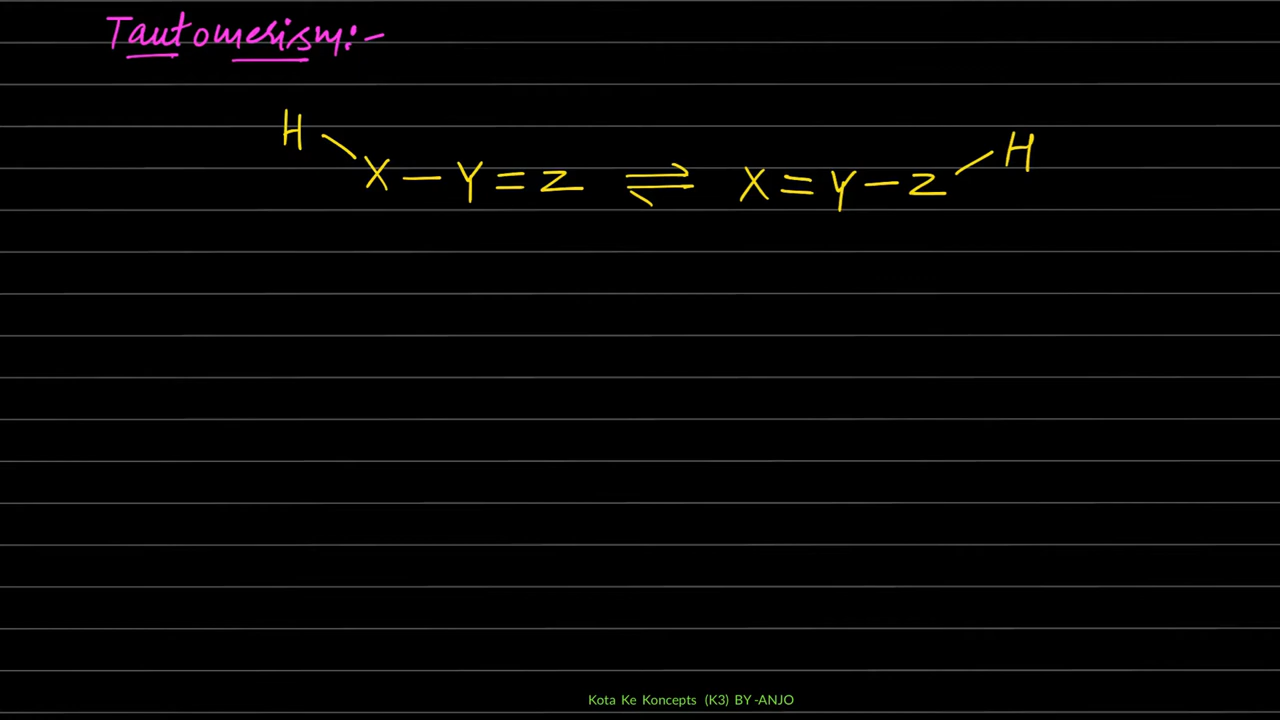 Tautomerism:-
H
X-Y=Z ⇌ X=Y-Z
H
Kota Ke Koncepts (K3) BY -ANJO